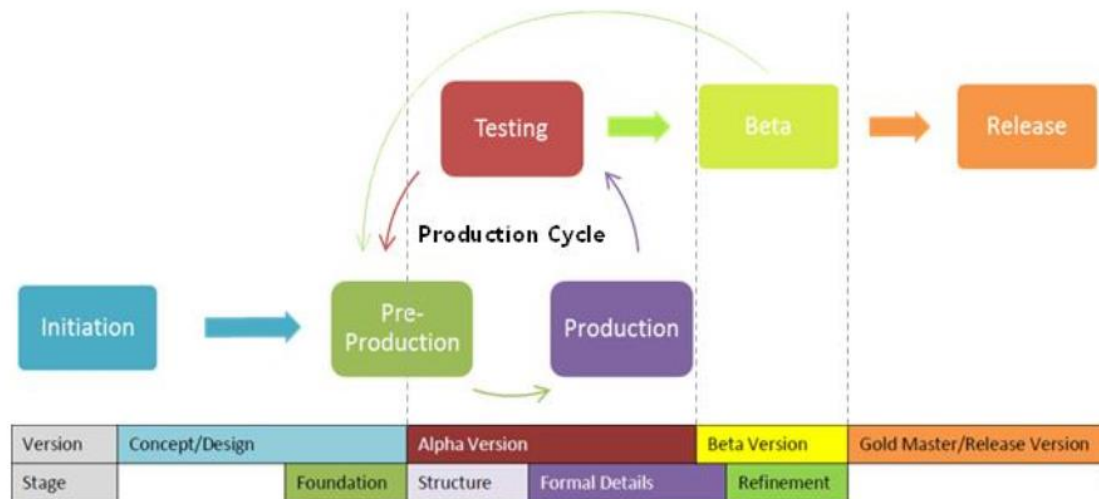 Testing
Beta
Release
Production Cycle
Initiation
Pre-
Production
Production
Version
Concept/Design
Alpha Version
Beta Version
Gold Master/Release Version
Stage
Foundation
Structure
Formal Details
Refinement